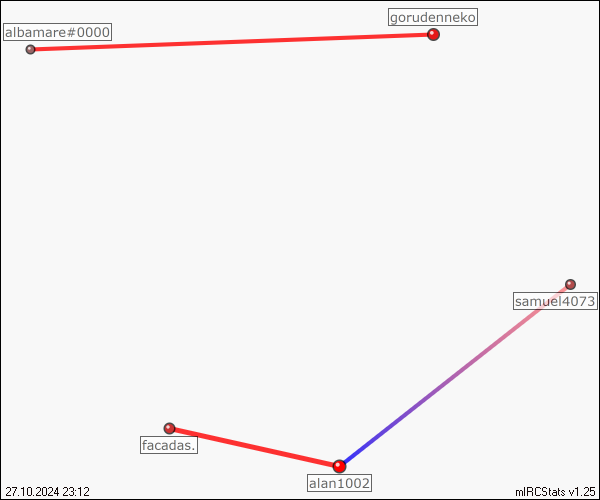 gorudenneko
albamare#0000
samuel4073
facadas.
alan1002
27.10.2024 23:12
mIRCStats v1.25